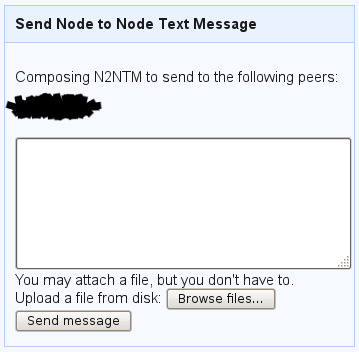 Send Node to Node Text Message
Composing N2NTM to send to the following peers:
You may attach a file, but you don't have to.
Upload a file from disk: Browse files...
Send message